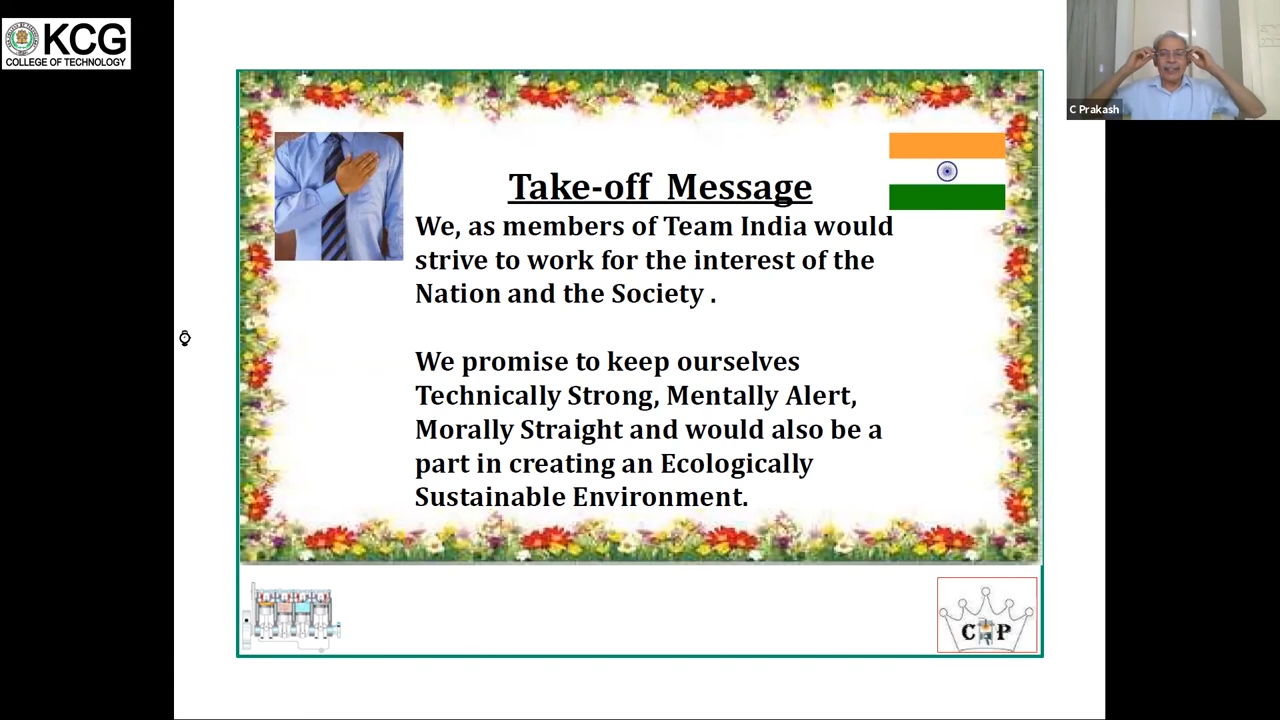 KCG
COLLEGE OF TECHNOLOGY
C Prakash
Take-off Message
We, as members of Team India would
strive to work for the interest of the
Nation and the Society .
We promise to keep ourselves
Technically Strong, Mentally Alert,
Morally Straight and would also be a
part in creating an Ecologically
Sustainable Environment.
C P